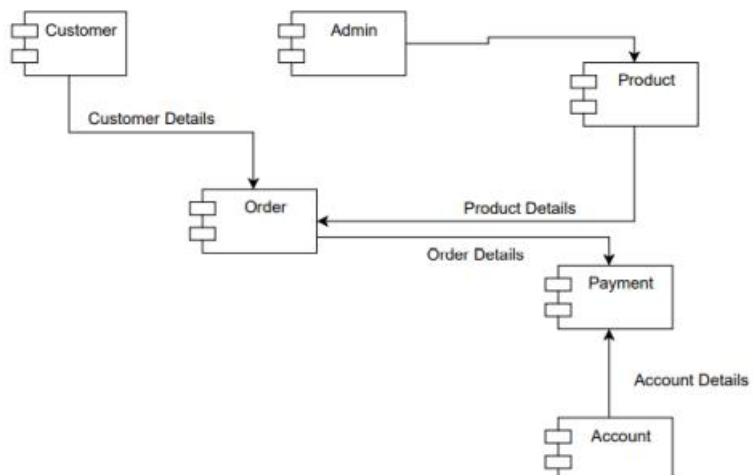 Customer
Admin
Product
Customer Details
Order
Product Details
Order Details
Payment
Account Details
Account